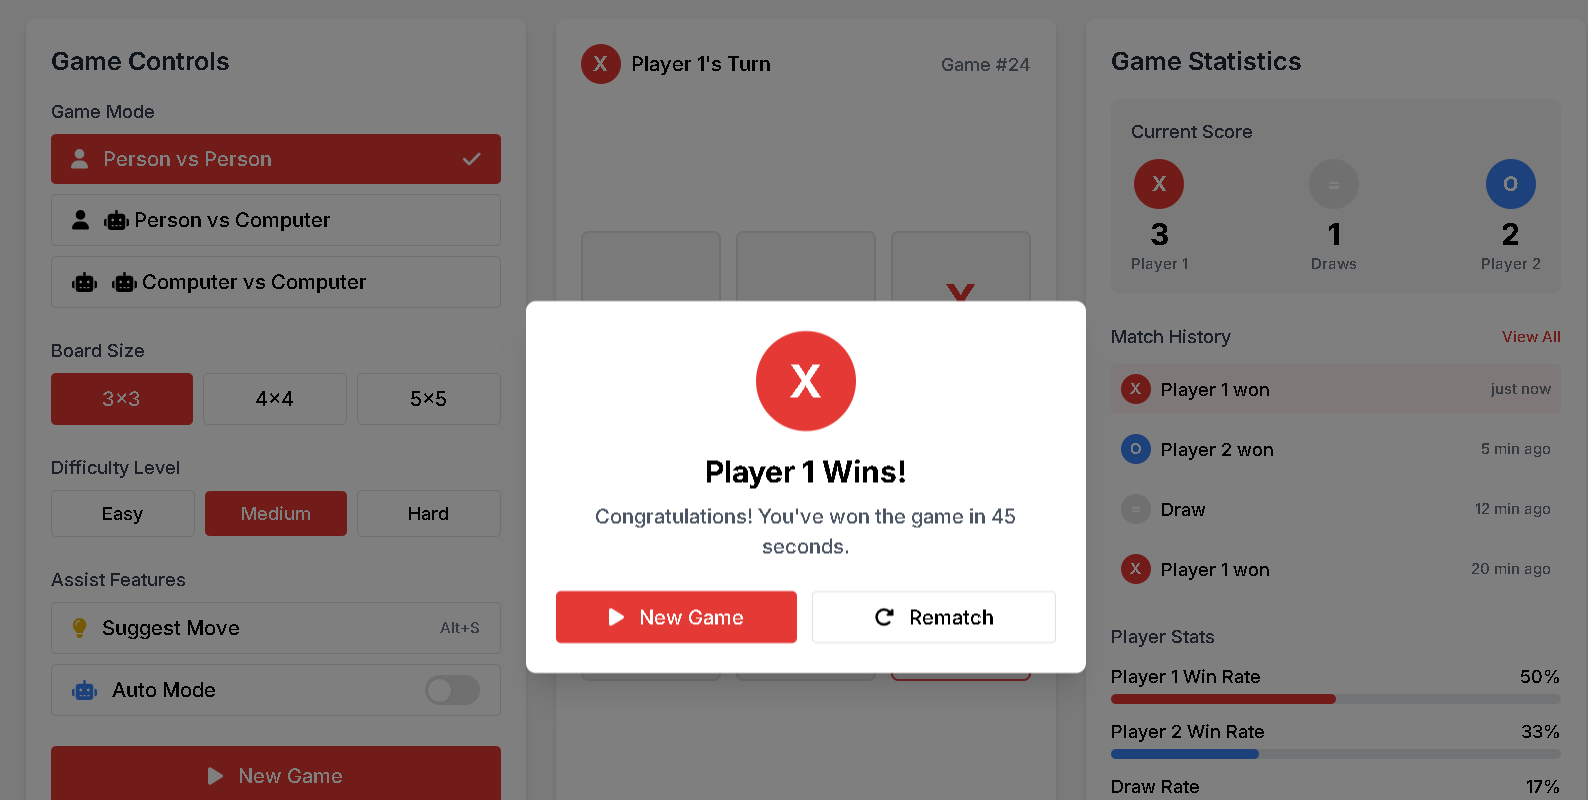 Game Controls
Game Mode
Person vs Person
Person vs Computer
Computer vs Computer
Board Size
3×3 4×4 5×5
Difficulty Level
Easy Medium Hard
Assist Features
Suggest Move Alt+S
Auto Mode
New Game
X Player 1's Turn Game #24
X
X
Player 1 Wins!
Congratulations! You've won the game in 45
seconds.
New Game Rematch
Game Statistics
Current Score
X = O
3 1 2
Player 1 Draws Player 2
Match History View All
X Player 1 won just now
O Player 2 won 5 min ago
= Draw 12 min ago
X Player 1 won 20 min ago
Player Stats
Player 1 Win Rate 50%
Player 2 Win Rate 33%
Draw Rate 17%